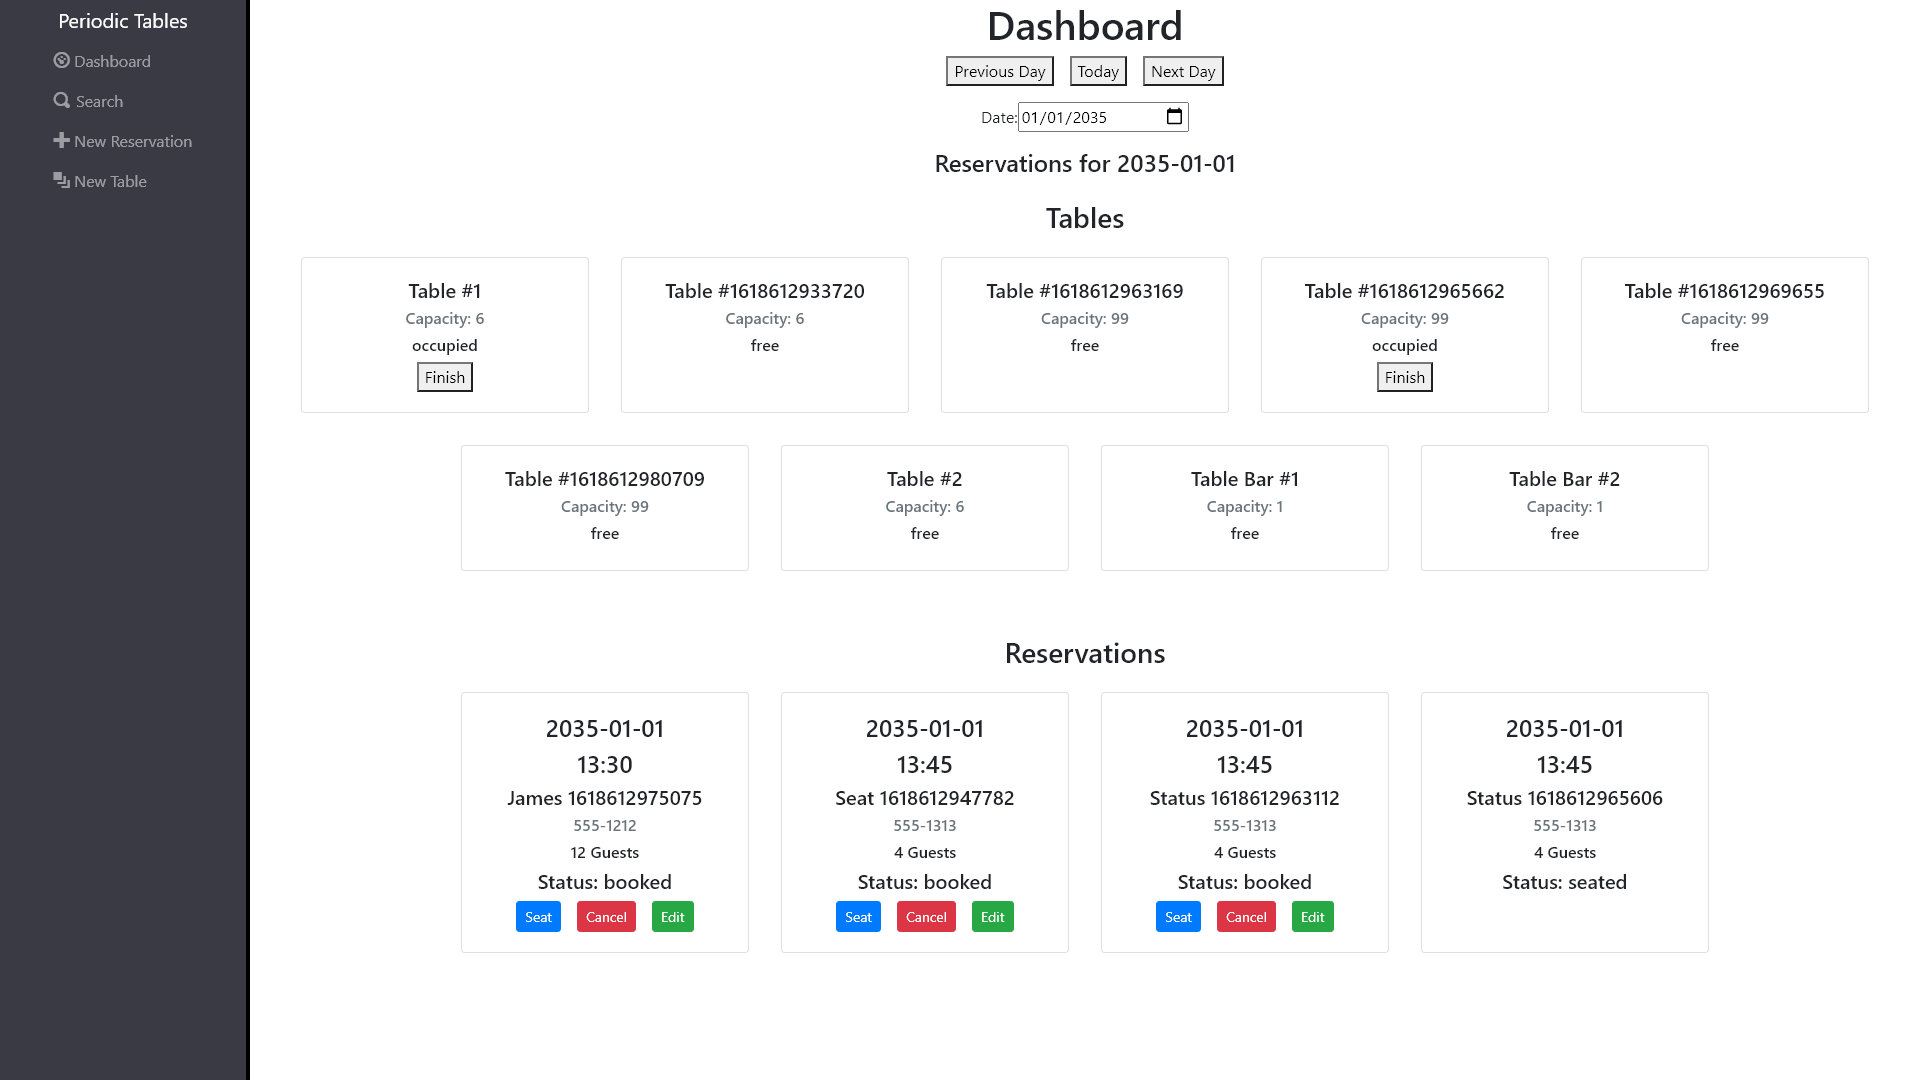 Periodic Tables
Dashboard
Search
New Reservation
New Table
Dashboard
Previous Day
Today
Next Day
Date: 01/01/2035
Reservations for 2035-01-01
Tables
Table #1
Capacity: 6
occupied
Finish
Table #1618612933720
Capacity: 6
free
Table #1618612963169
Capacity: 99
free
Table #1618612965662
Capacity: 99
occupied
Finish
Table #1618612969655
Capacity: 99
free
Table #1618612980709
Capacity: 99
free
Table #2
Capacity: 6
free
Table Bar #1
Capacity: 1
free
Table Bar #2
Capacity: 1
free
Reservations
2035-01-01
13:30
James 1618612975075
555-1212
12 Guests
Status: booked
Seat
Cancel
Edit
2035-01-01
13:45
Seat 1618612947782
555-1313
4 Guests
Status: booked
Seat
Cancel
Edit
2035-01-01
13:45
Status 1618612963112
555-1313
4 Guests
Status: booked
Seat
Cancel
Edit
2035-01-01
13:45
Status 1618612965606
555-1313
4 Guests
Status: seated